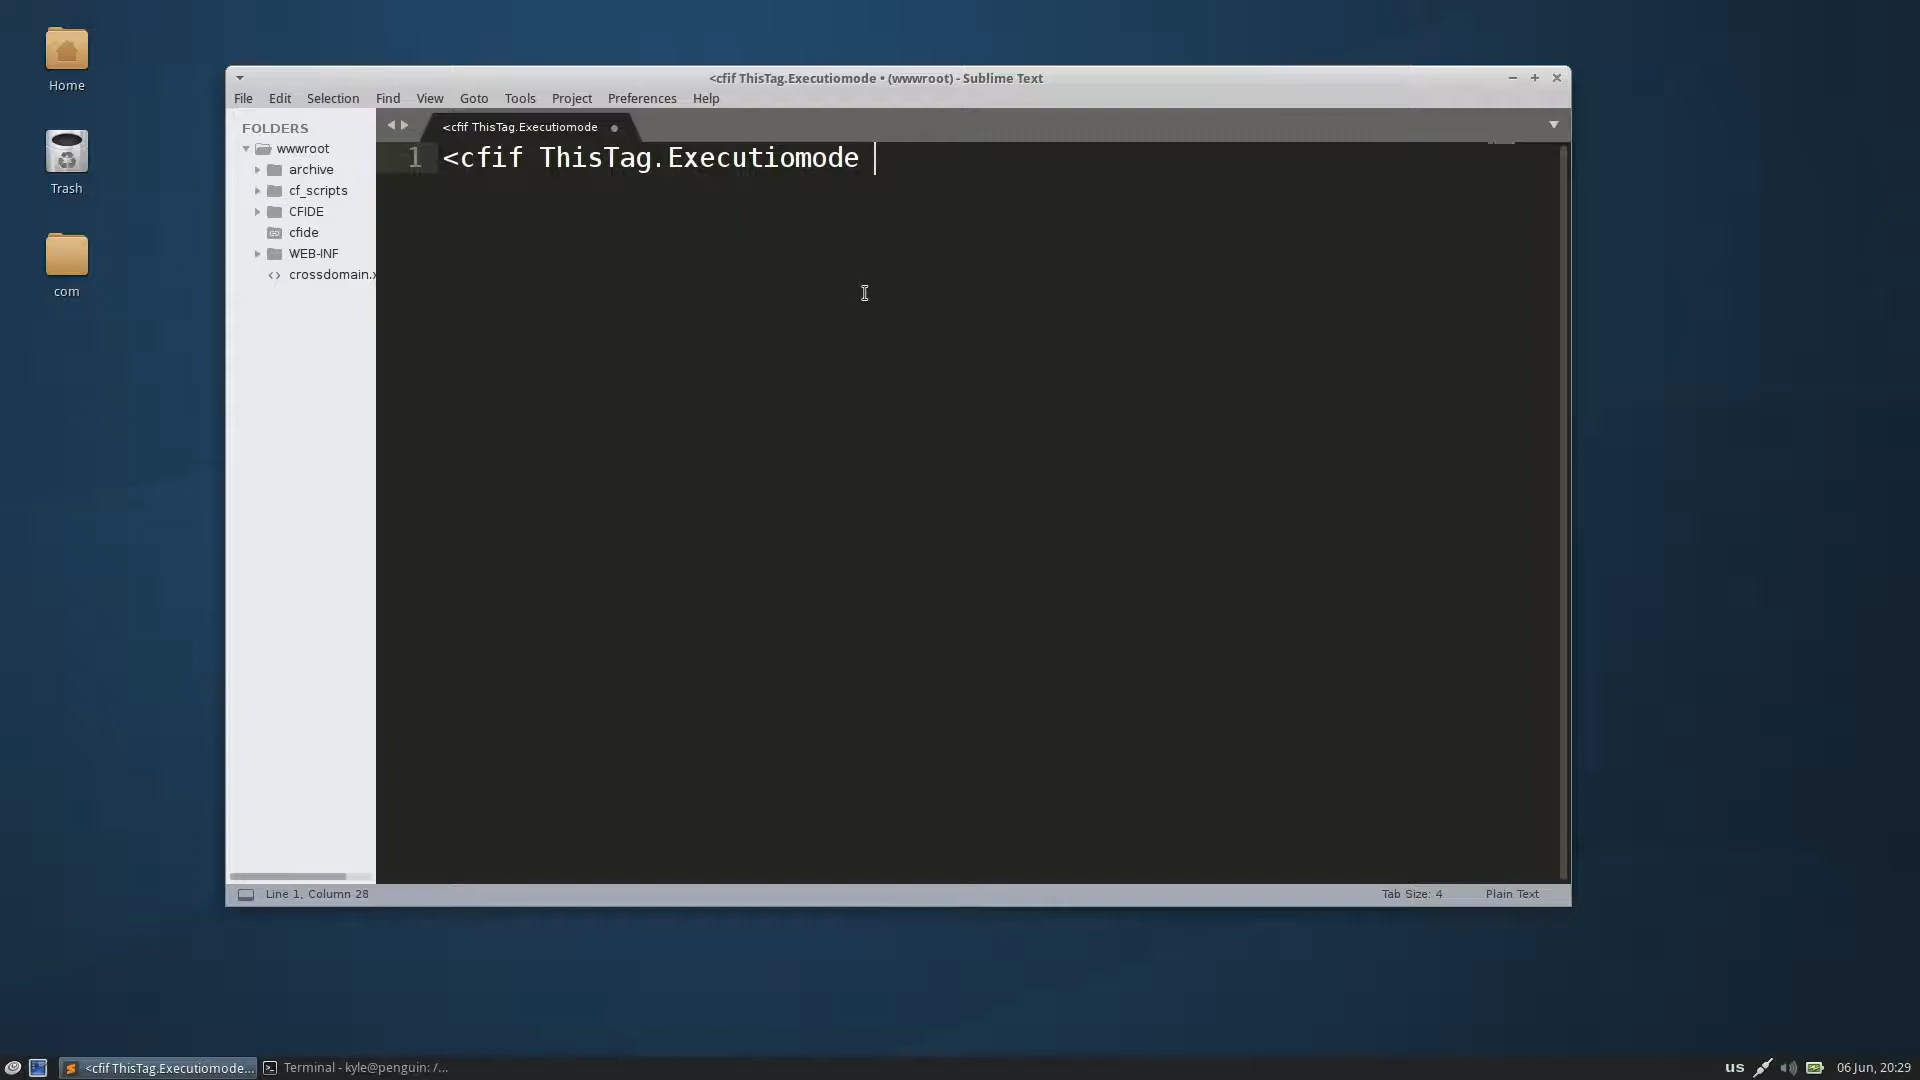 Home
Trash
com
<cfif ThisTag.Executiomode • (wwwroot) - Sublime Text
File Edit Selection Find View Goto Tools Project Preferences Help
FOLDERS
wwwroot
archive
cf_scripts
CFIDE
cfide
WEB-INF
crossdomain.x
<cfif ThisTag.Executiomode
1 <cfif ThisTag.Executiomode
Line 1, Column 28
Tab Size: 4
Plain Text
<cfif ThisTag.Executiomode...
Terminal - kyle@penguin: /...
us
06 Jun, 20:29